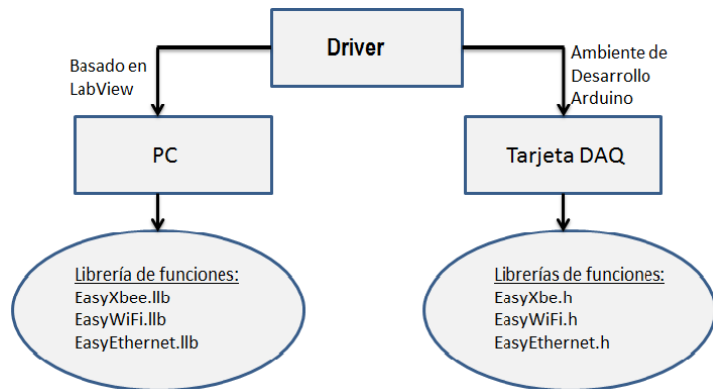 Driver
Basado en
LabView
Ambiente de
Desarrollo
Arduino
PC
Tarjeta DAQ
Librería de funciones:
EasyXbee.llb
EasyWiFi.llb
EasyEthernet.llb
Librerías de funciones:
EasyXbe.h
EasyWiFi.h
EasyEthernet.h